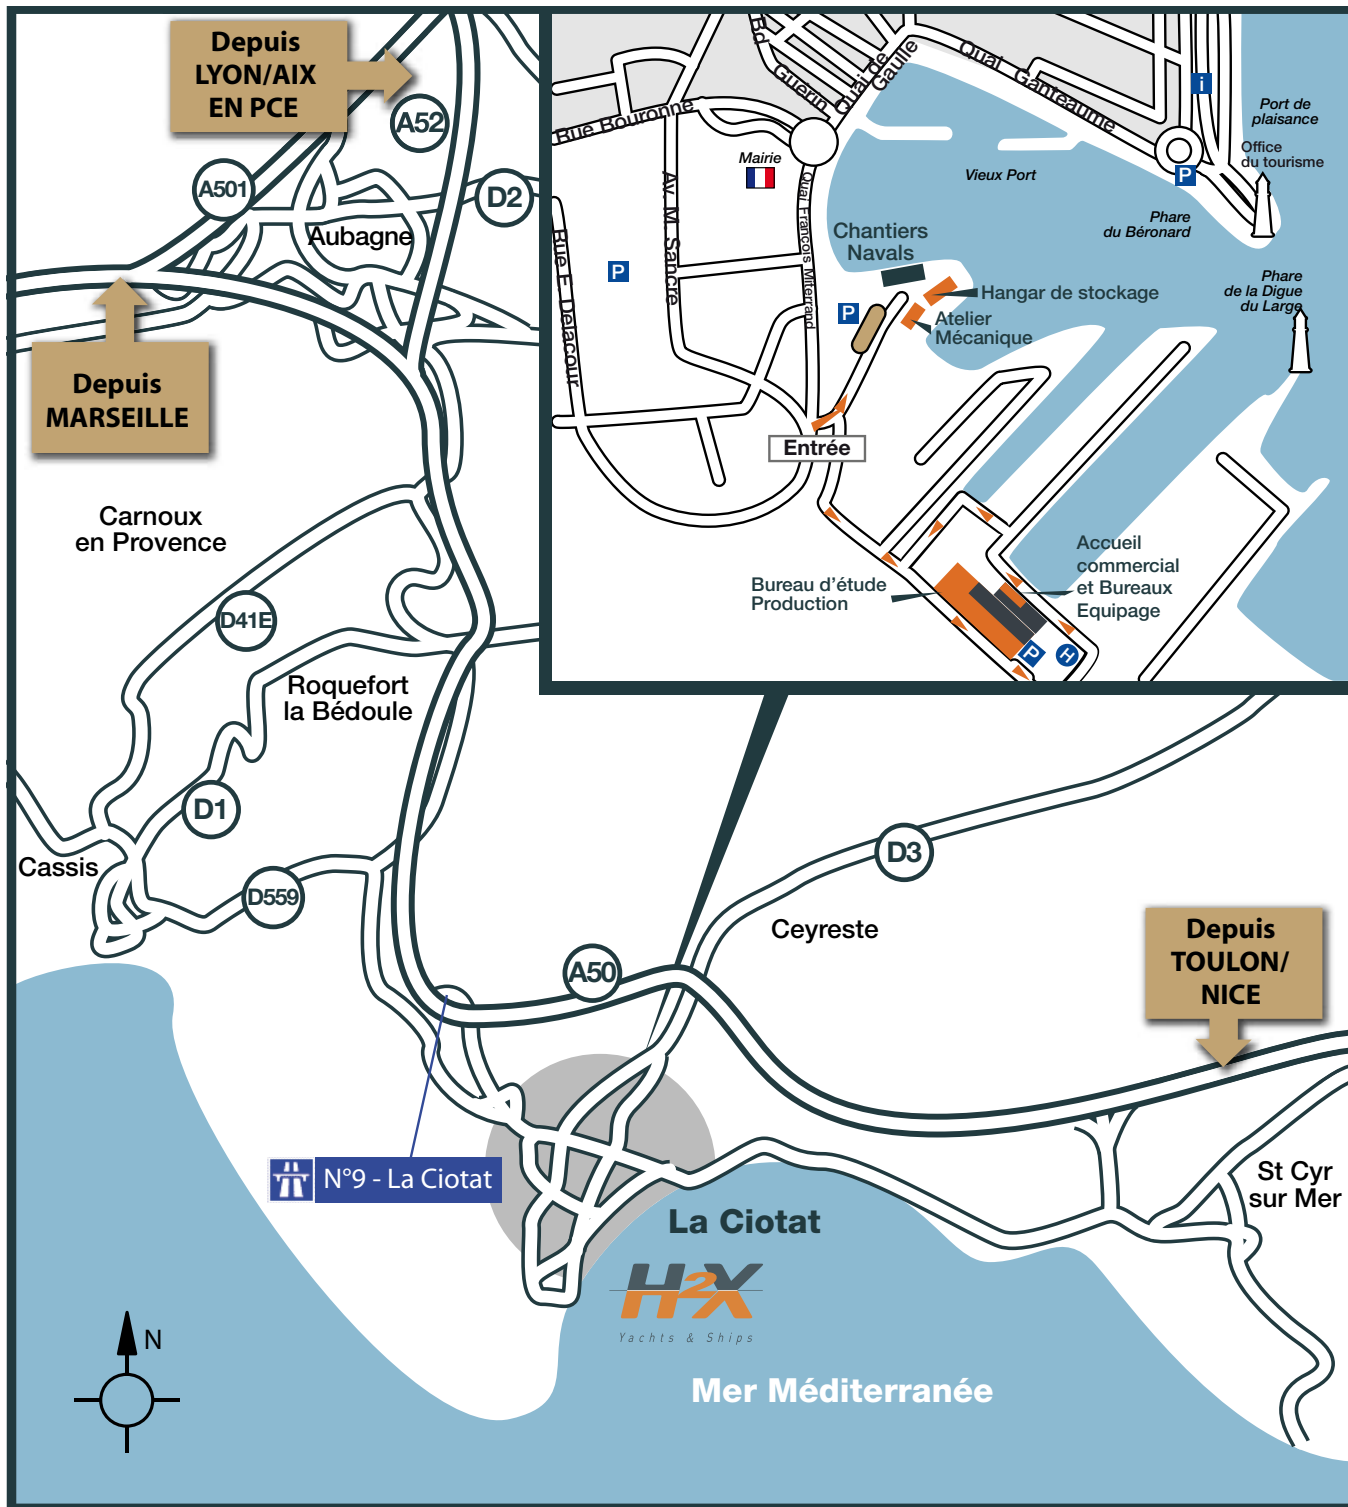 Depuis
LYON/AIX
EN PCE
A52
A501
D2
Aubagne
Depuis
MARSEILLE
Carnoux
en Provence
D41E
Roquefort
la Bédoule
D1
Cassis
D559
Bd
Guérin
Quai de
Gaulle
Quai Ganteaume
Rue Bouronne
Mairie
Av. M. Sancre
Rue F. Delacour
Quai François Miterrand
P
P
P
i
Port de
plaisance
Office
du tourisme
Vieux Port
Phare
du Béronard
Phare
de la Digue
du Large
Chantiers
Navals
Hangar de stockage
Atelier
Mécanique
Entrée
Bureau d’étude
Production
Accueil
commercial
et Bureaux
Equipage
P
H
D3
Ceyreste
A50
Depuis
TOULON/
NICE
N°9 - La Ciotat
St Cyr
sur Mer
La Ciotat
H2X
Yachts & Ships
N
Mer Méditerranée